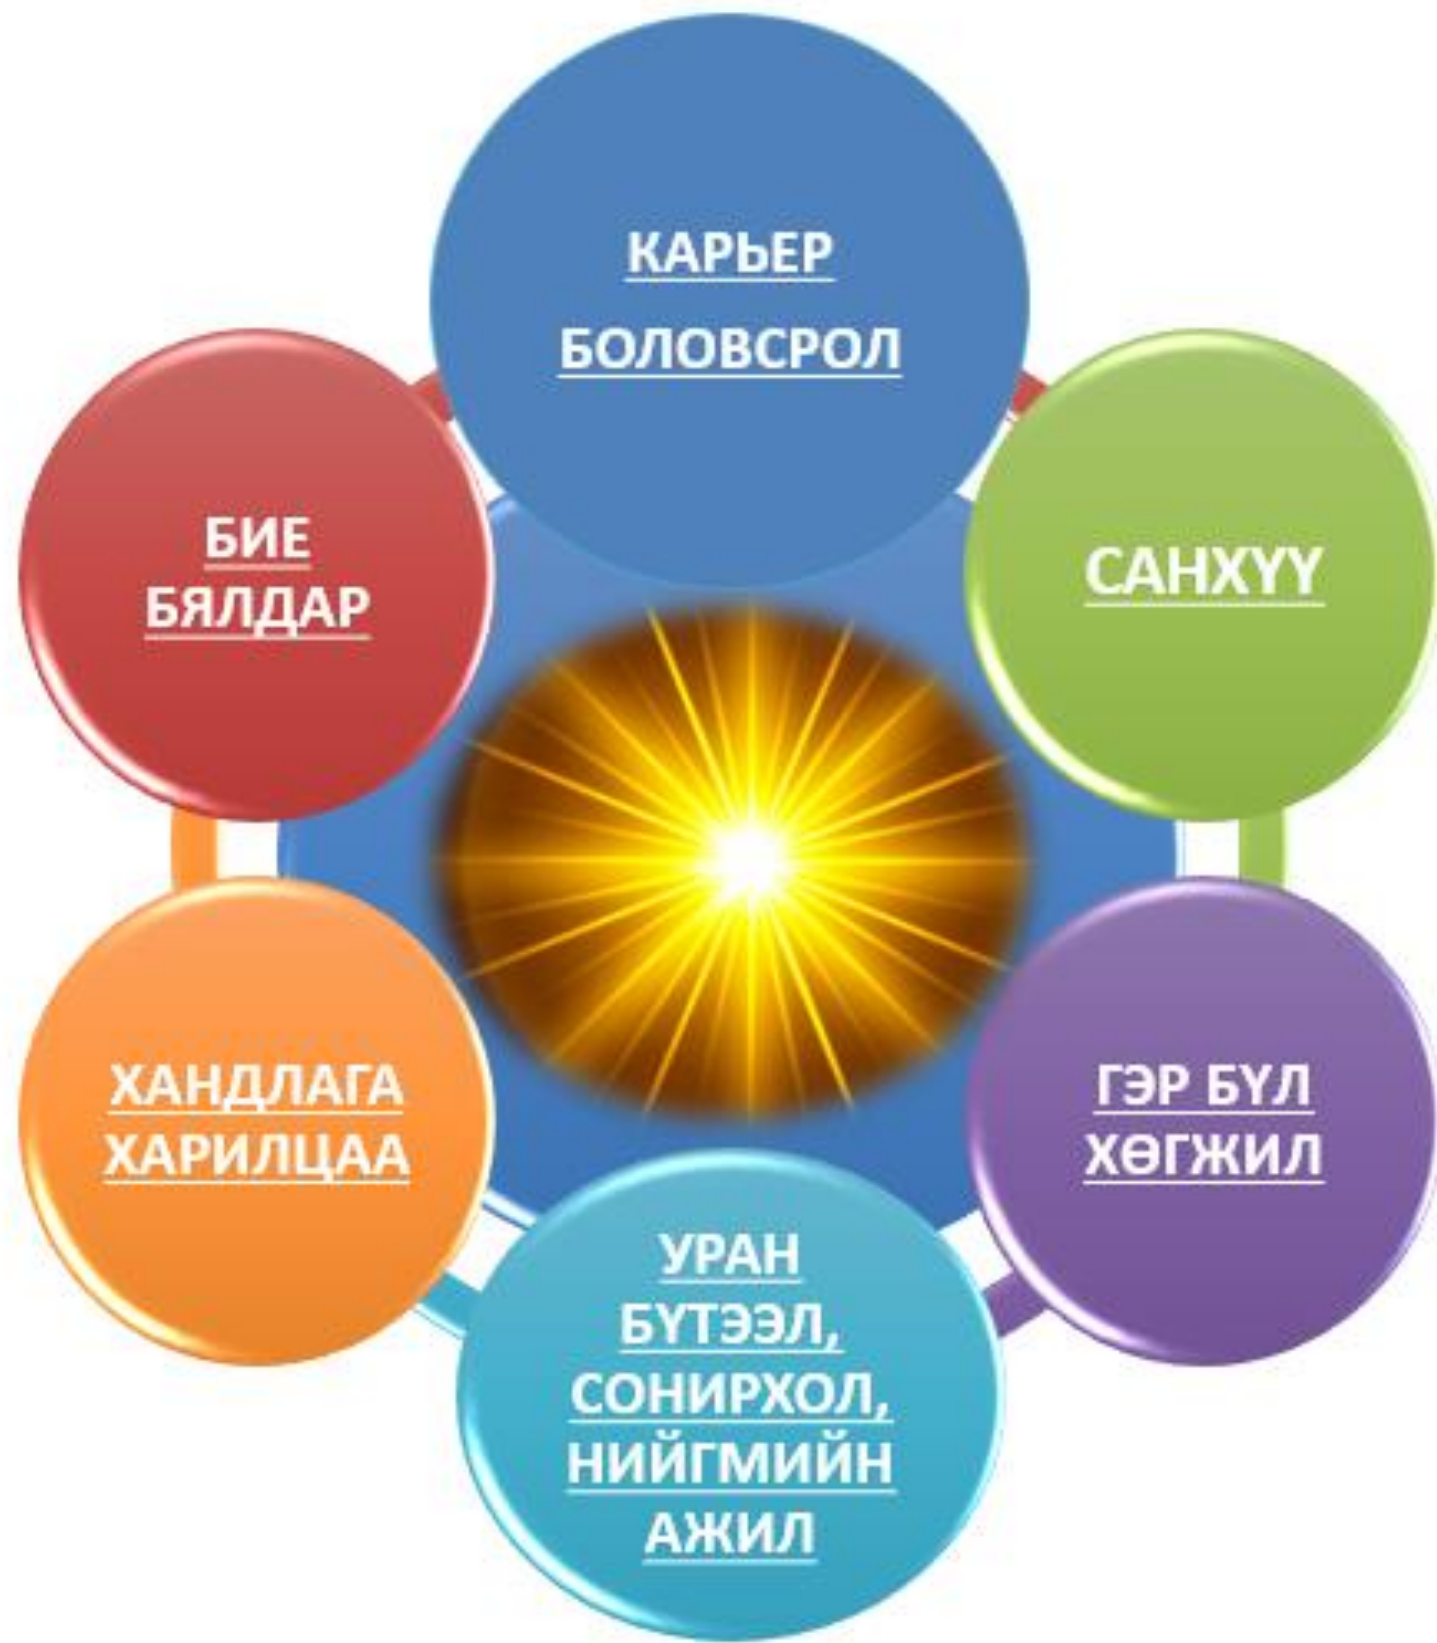 КАРЬЕР
БОЛОВСРОЛ
САНХҮҮ
ГЭР БҮЛ
ХӨГЖИЛ
УРАН
БҮТЭЭЛ,
СОНИРХОЛ,
НИЙГМИЙН
АЖИЛ
ХАНДЛАГА
ХАРИЛЦАА
БИЕ
БЯЛДАР